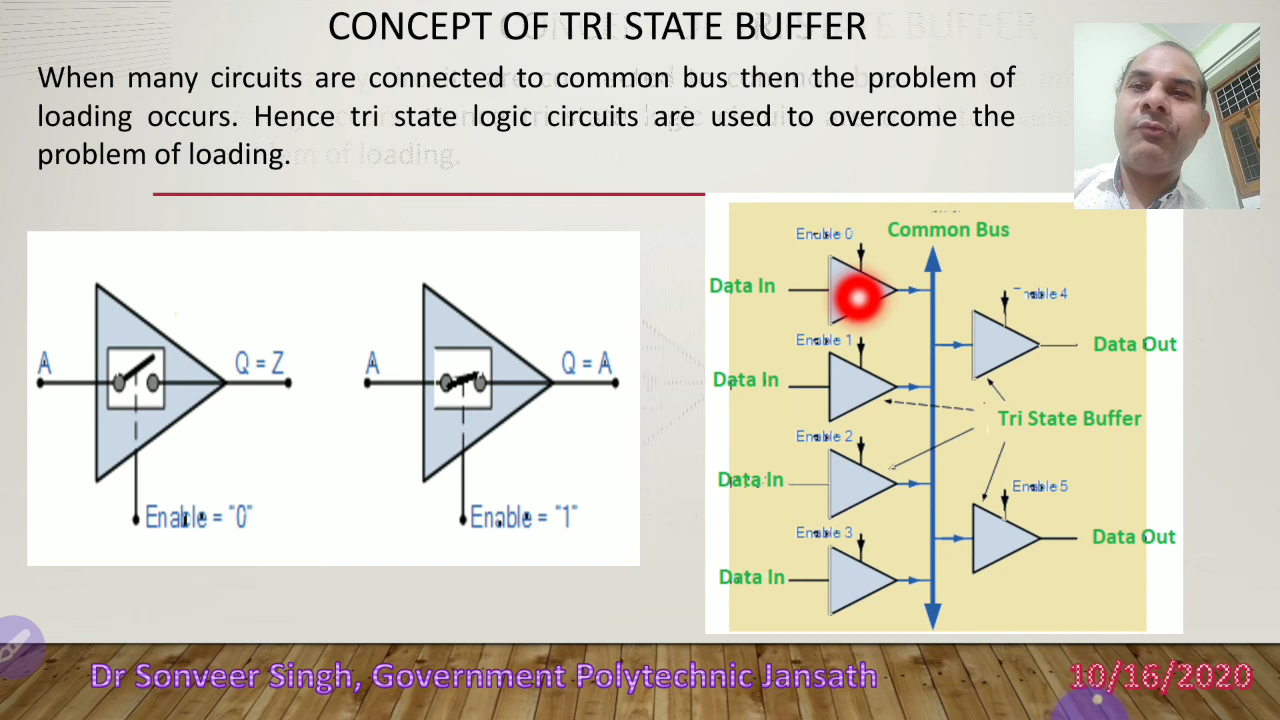 CONCEPT OF TRI STATE BUFFER
When many circuits are connected to common bus then the problem of
loading occurs. Hence tri state logic circuits are used to overcome the
problem of loading.
A
Q = Z
Enable = "0"
A
Q = A
Enable = "1"
Common Bus
Enable 0
Data In
Enable 1
Data In
Enable 2
Data In
Enable 3
Data In
Enable 4
Data Out
Tri State Buffer
Enable 5
Data Out
Dr Sonveer Singh, Government Polytechnic Jansath
10/16/2020